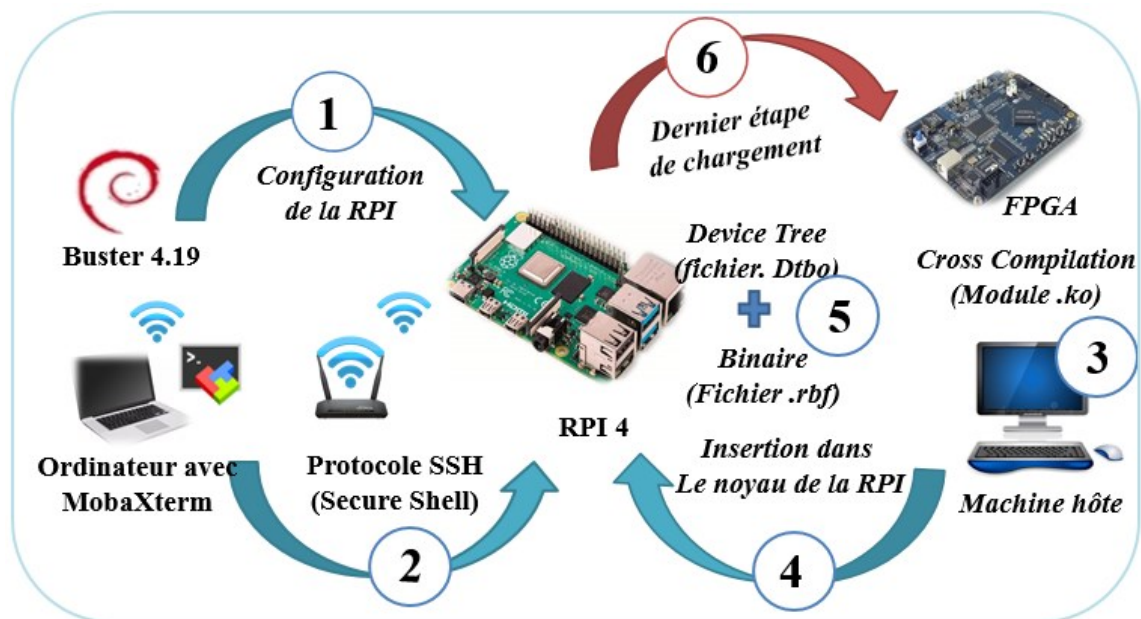 1
Configuration
de la RPI
Buster 4.19
6
Dernier étape
de chargement
FPGA
Device Tree
(fichier. Dtbo)
5
Binaire
(Fichier .rbf)
Cross Compilation
(Module .ko)
3
>_
Ordinateur avec
MobaXterm
Protocole SSH
(Secure Shell)
RPI 4
Insertion dans
Le noyau de la RPI
Machine hôte
2
4